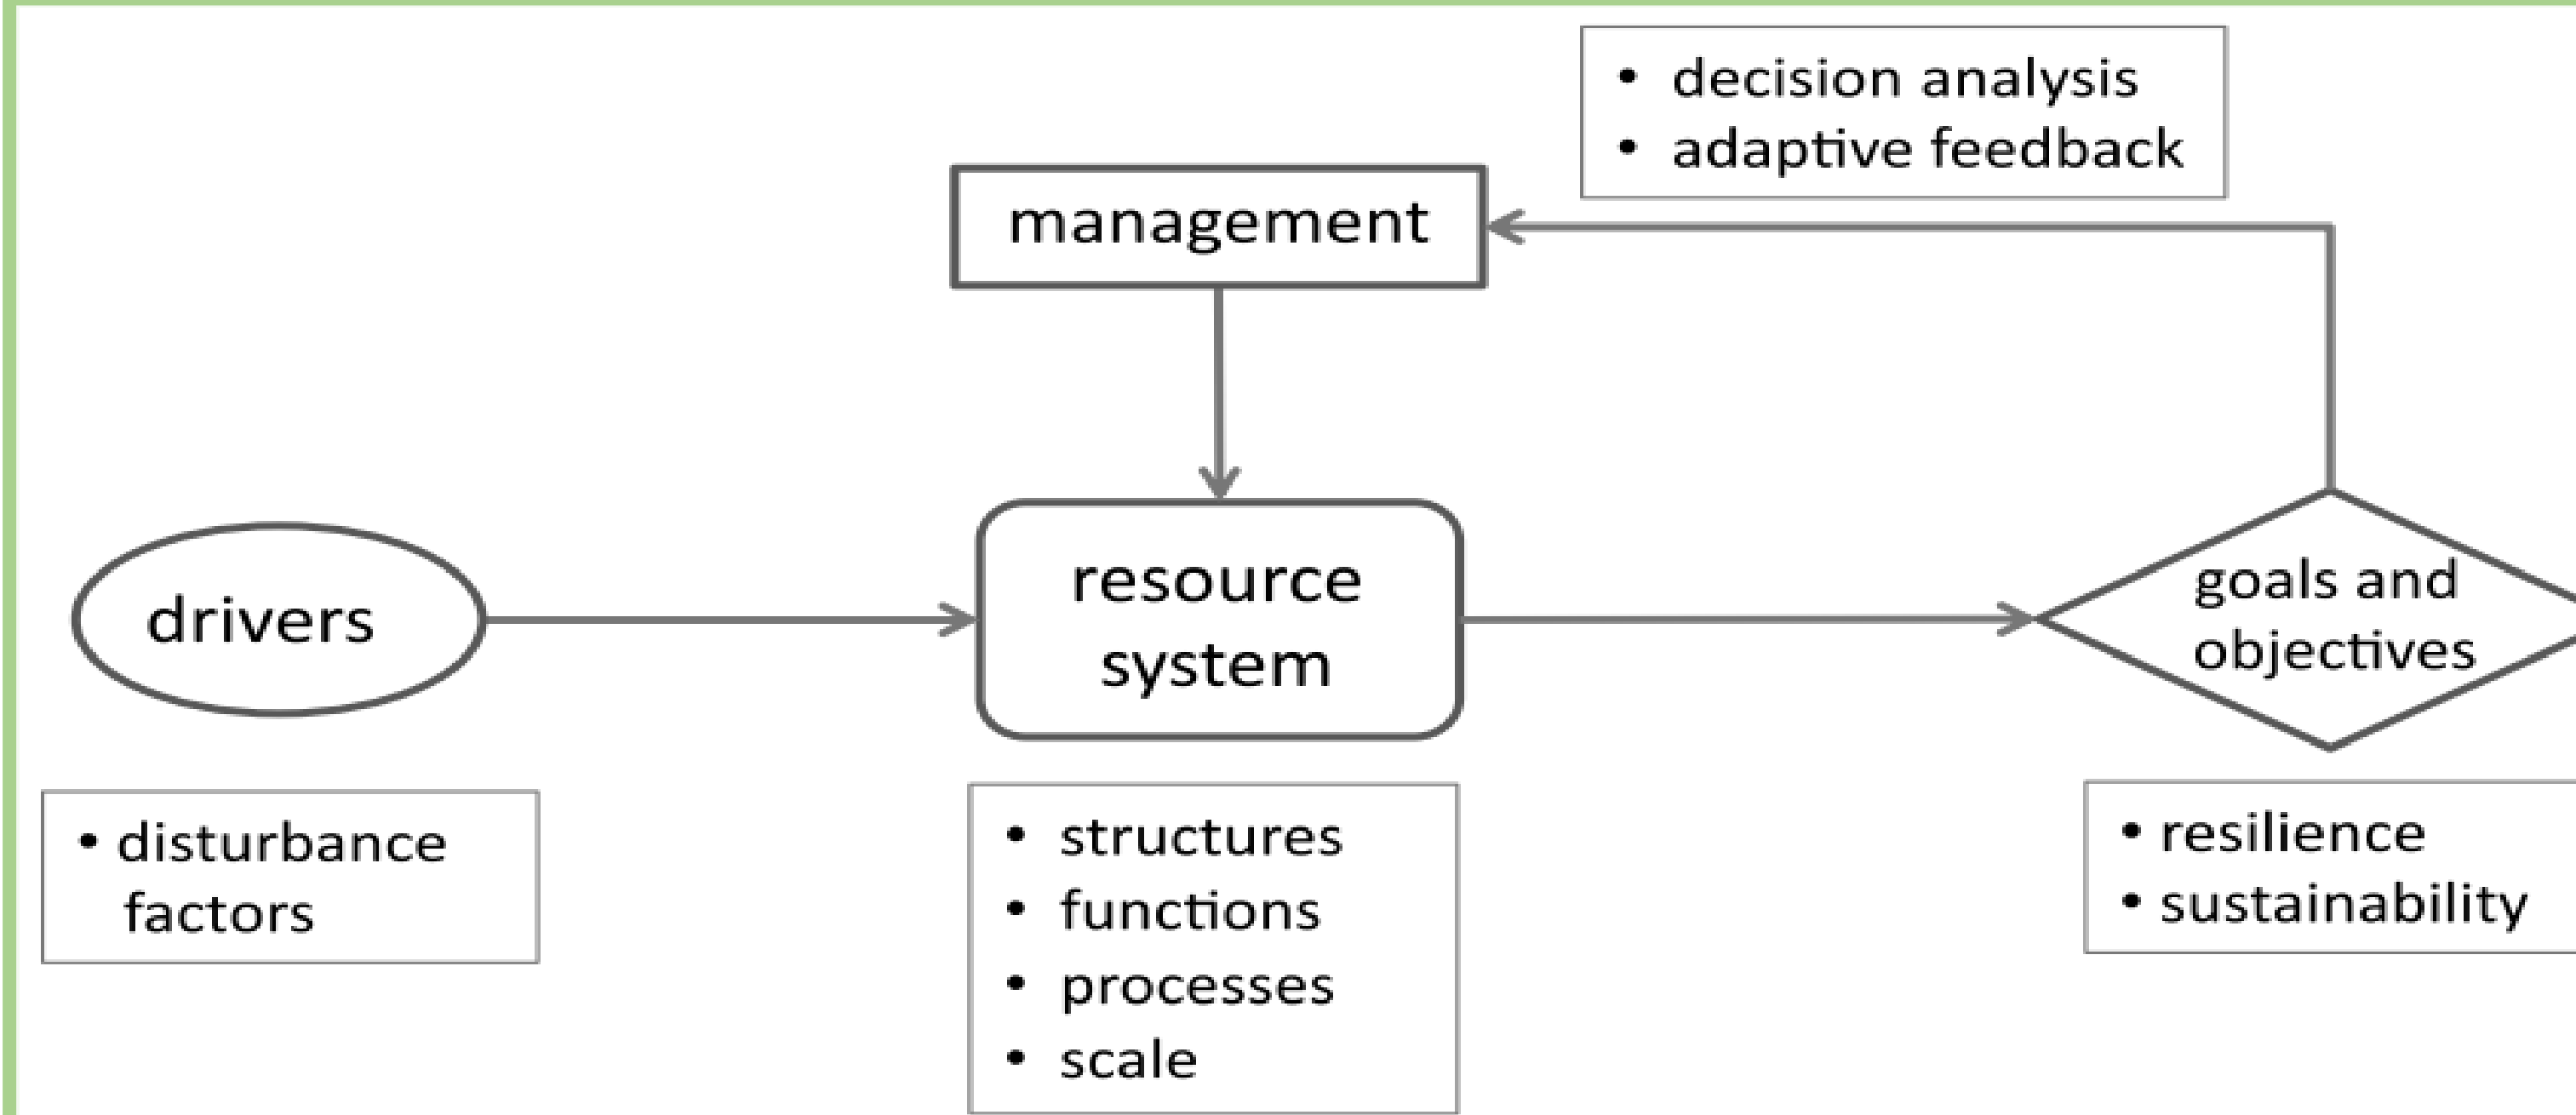 • decision analysis
• adaptive feedback
management
drivers
resource
system
goals and
objectives
• disturbance
factors
• structures
• functions
• processes
• scale
• resilience
• sustainability